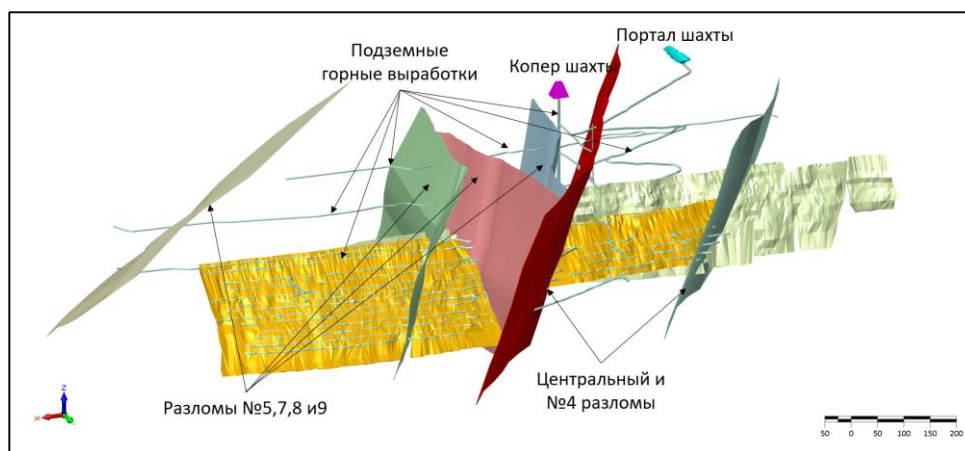 Портал шахты
Подземные
горные выработки
Копер шахты
Разломы №5,7,8 и9
Центральный и
№4 разломы
Z
X
50 0 50 100 150 200